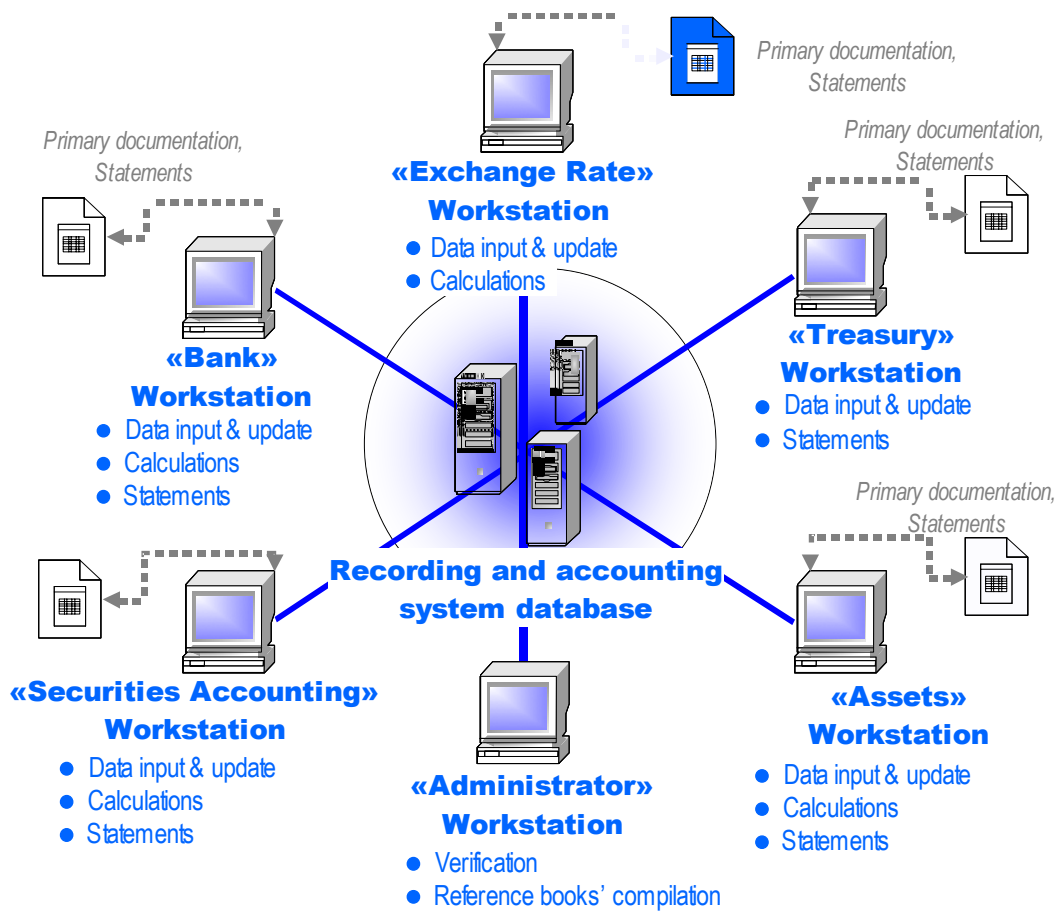 Primary documentation,
Statements
«Exchange Rate»
Workstation
● Data input & update
● Calculations
Primary documentation,
Statements
«Bank»
Workstation
● Data input & update
● Calculations
● Statements
Primary documentation,
Statements
«Treasury»
Workstation
● Data input & update
● Statements
Recording and accounting
system database
«Securities Accounting»
Workstation
● Data input & update
● Calculations
● Statements
«Administrator»
Workstation
● Verification
● Reference books’ compilation
Primary documentation,
Statements
«Assets»
Workstation
● Data input & update
● Calculations
● Statements